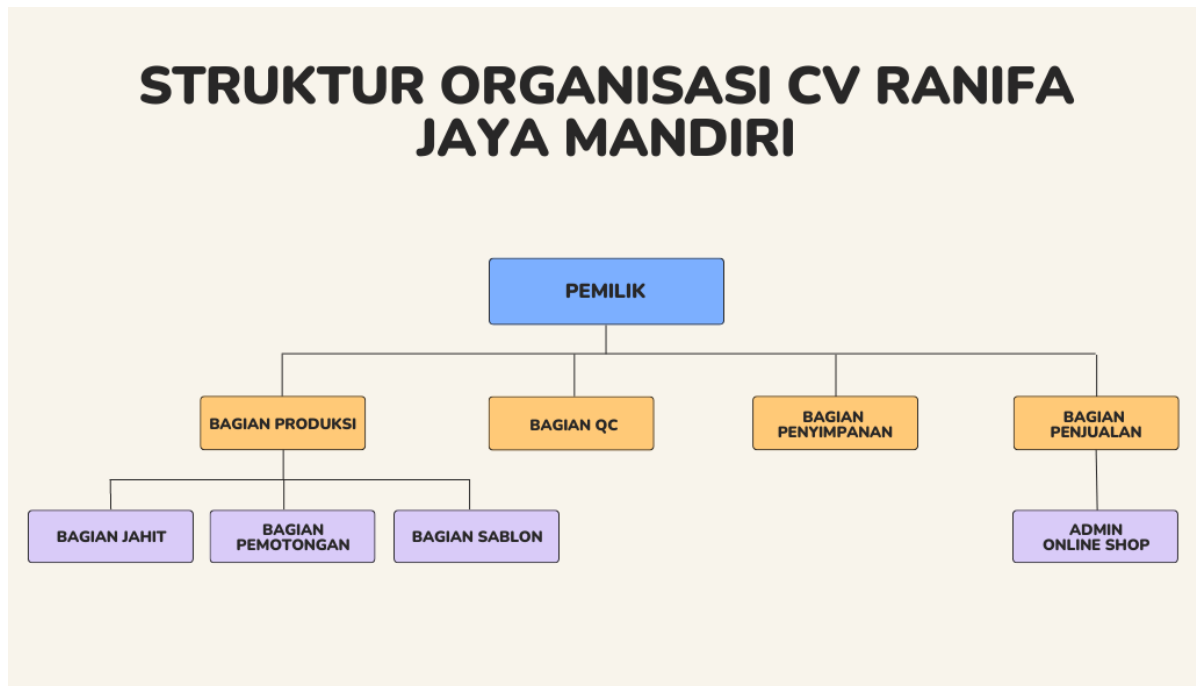 STRUKTUR ORGANISASI CV RANIFA
JAYA MANDIRI
PEMILIK
BAGIAN PRODUKSI
BAGIAN QC
BAGIAN
PENYIMPANAN
BAGIAN
PENJUALAN
BAGIAN JAHIT
BAGIAN
PEMOTONGAN
BAGIAN SABLON
ADMIN
ONLINE SHOP